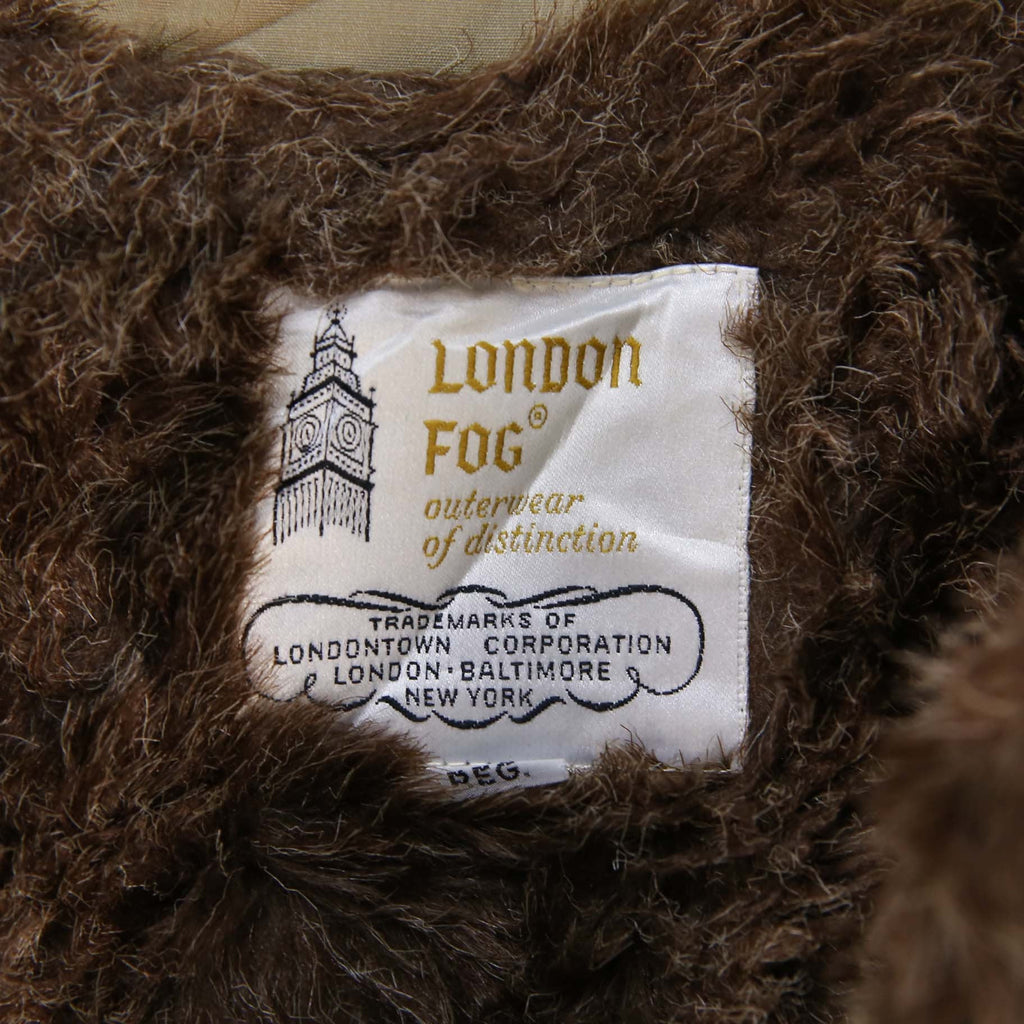 LONDON
FOG®
outerwear
of distinction
TRADEMARKS OF
LONDONTOWN CORPORATION
LONDON·BALTIMORE
NEW YORK
REG.